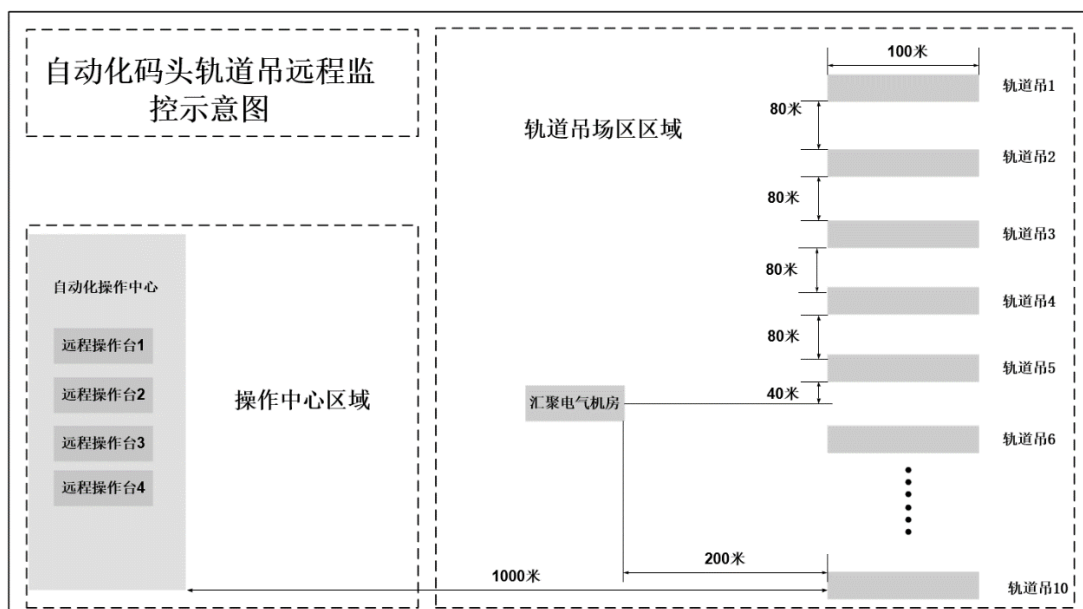 自动化码头轨道吊远程监
控示意图
自动化操作中心
远程操作台1
远程操作台2
远程操作台3
远程操作台4
操作中心区域
轨道吊场区区域
100米
轨道吊1
80米
轨道吊2
80米
轨道吊3
80米
轨道吊4
80米
轨道吊5
40米
汇聚电气机房
轨道吊6
200米
1000米
轨道吊10